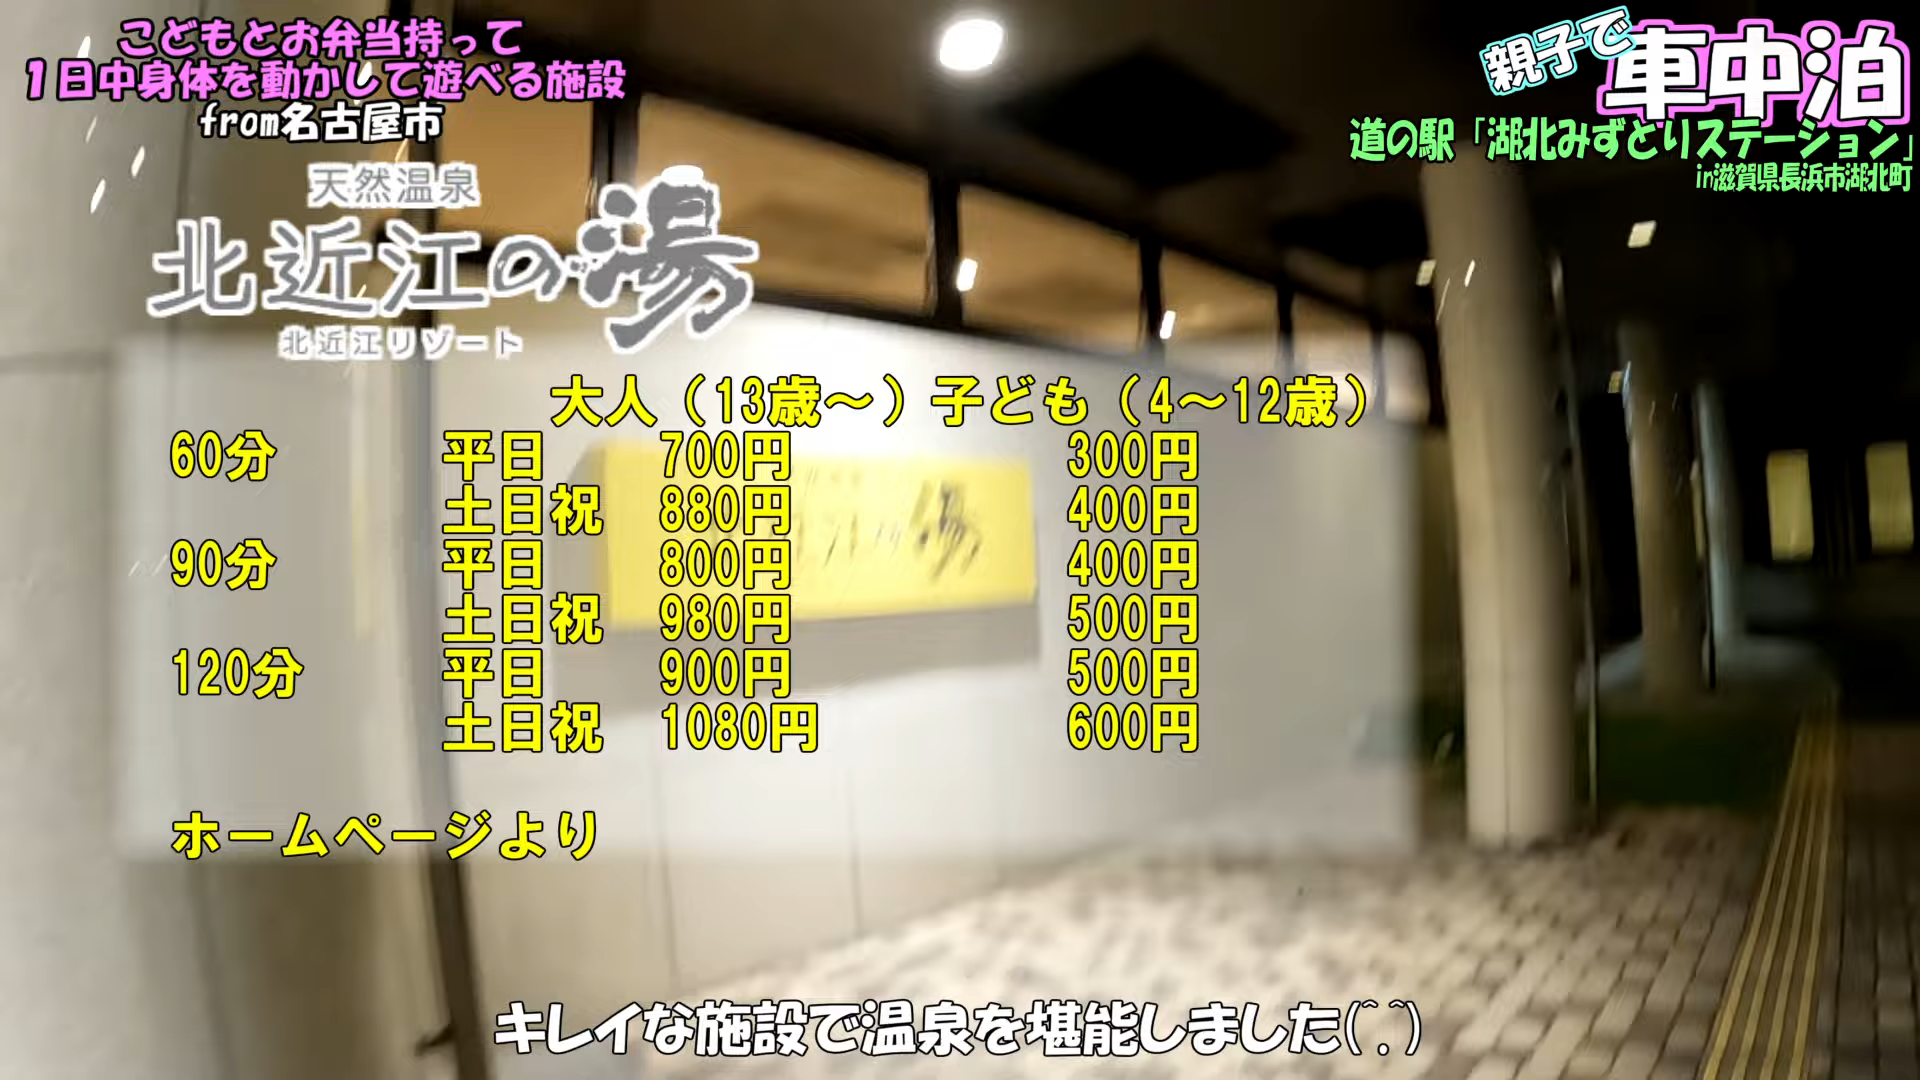 こどもとお弁当持って
1日中身体を動かして遊べる施設
from名古屋市
親子で車中泊
道の駅「湖北みずとりステーション」
in滋賀県長浜市湖北町
天然温泉
北近江の湯
北近江リゾート
大人（13歳～）子ども（4～12歳）
60分 平日 700円 300円
土日祝 880円 400円
90分 平日 800円 400円
土日祝 980円 500円
120分 平日 900円 500円
土日祝 1080円 600円
ホームページより
湯
キレイな施設で温泉を堪能しました(^.^)